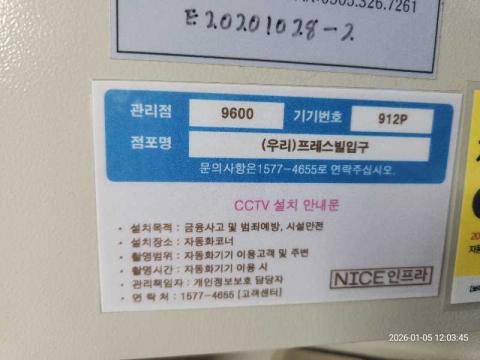 0505.326.7261
E20201028-2
관리점 9600 기기번호 912P
점포명 (우리)프레스빌입구
문의사항은1577-4655로 연락주십시오.
CCTV 설치 안내문
• 설치목적 : 금융사고 및 범죄예방, 시설안전
• 설치장소 : 자동화코너
• 촬영범위 : 자동화기기 이용고객 및 주변
• 촬영시간 : 자동화기기 이용 시
• 관리책임자 : 개인정보보호 담당자
• 연 락 처 : 1577-4655 [고객센터]
NICE인프라
2026-01-05 12:03:45